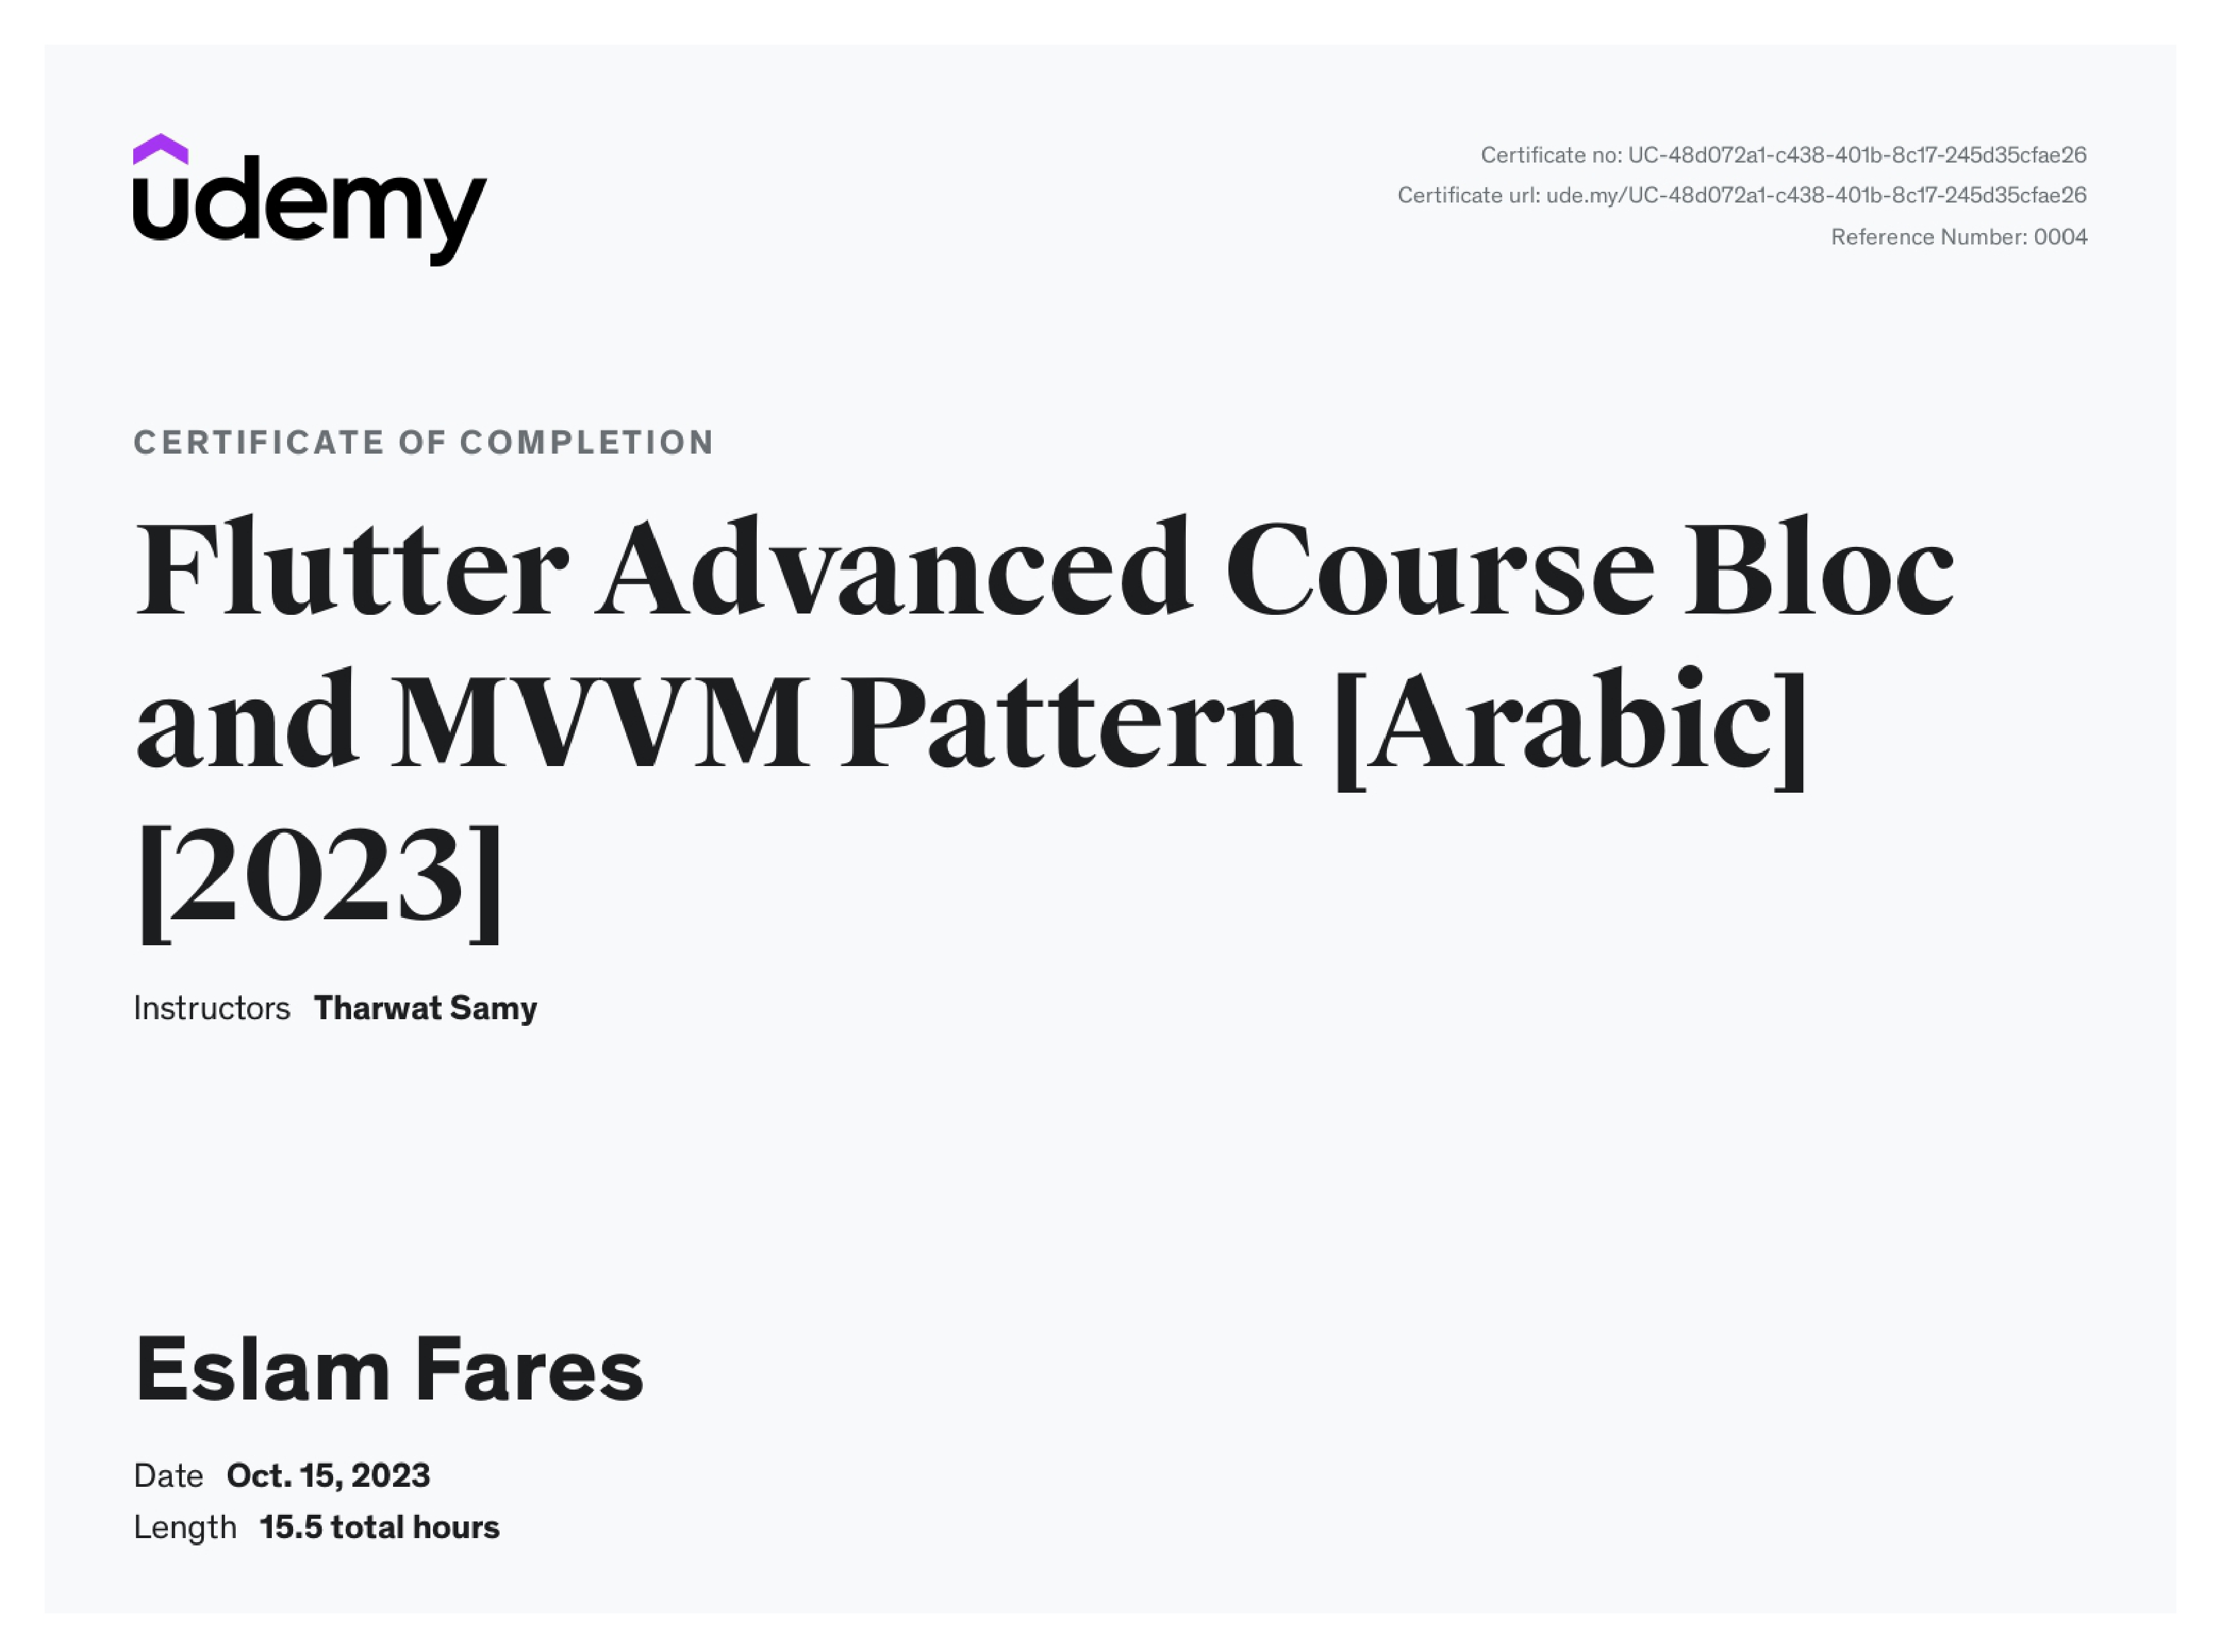 udemy
Certificate no: UC-48d072a1-c438-401b-8c17-245d35cfae26
Certificate url: ude.my/UC-48d072a1-c438-401b-8c17-245d35cfae26
Reference Number: 0004
CERTIFICATE OF COMPLETION
Flutter Advanced Course Bloc
and MVVM Pattern [Arabic]
[2023]
Instructors Tharwat Samy
Eslam Fares
Date Oct. 15, 2023
Length 15.5 total hours